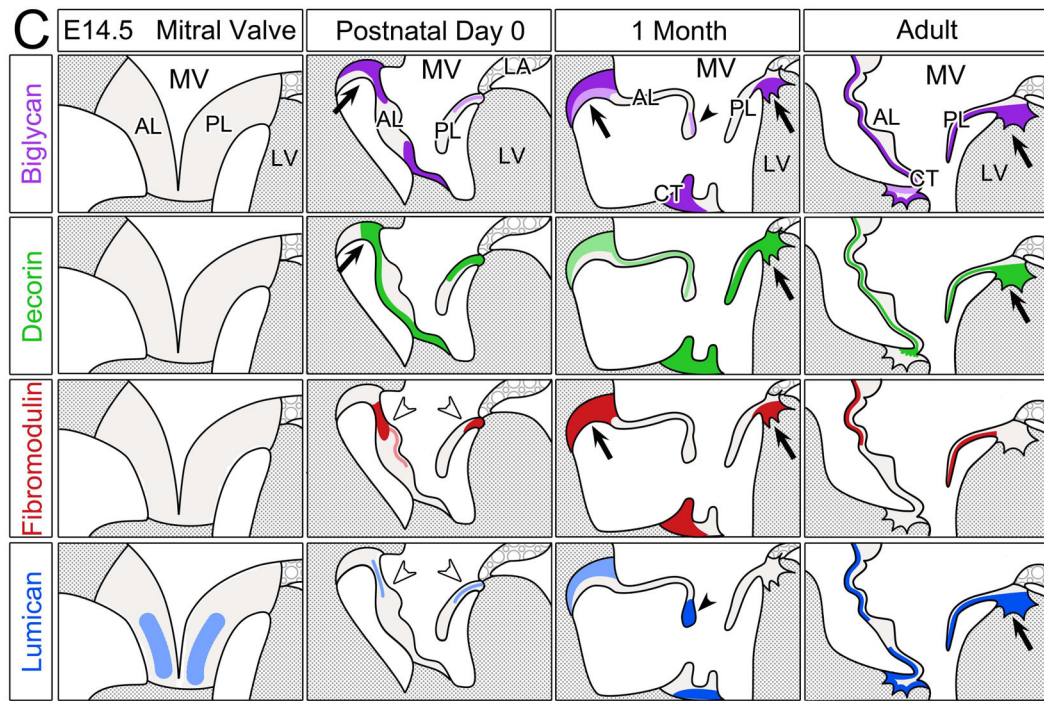 C
E14.5 Mitral Valve
Postnatal Day 0
1 Month
Adult
Biglycan
MV
AL
PL
LV
MV
LA
AL
PL
LV
MV
AL
PL
CT
LV
MV
AL
PL
CT
LV
Decorin
Fibromodulin
Lumican